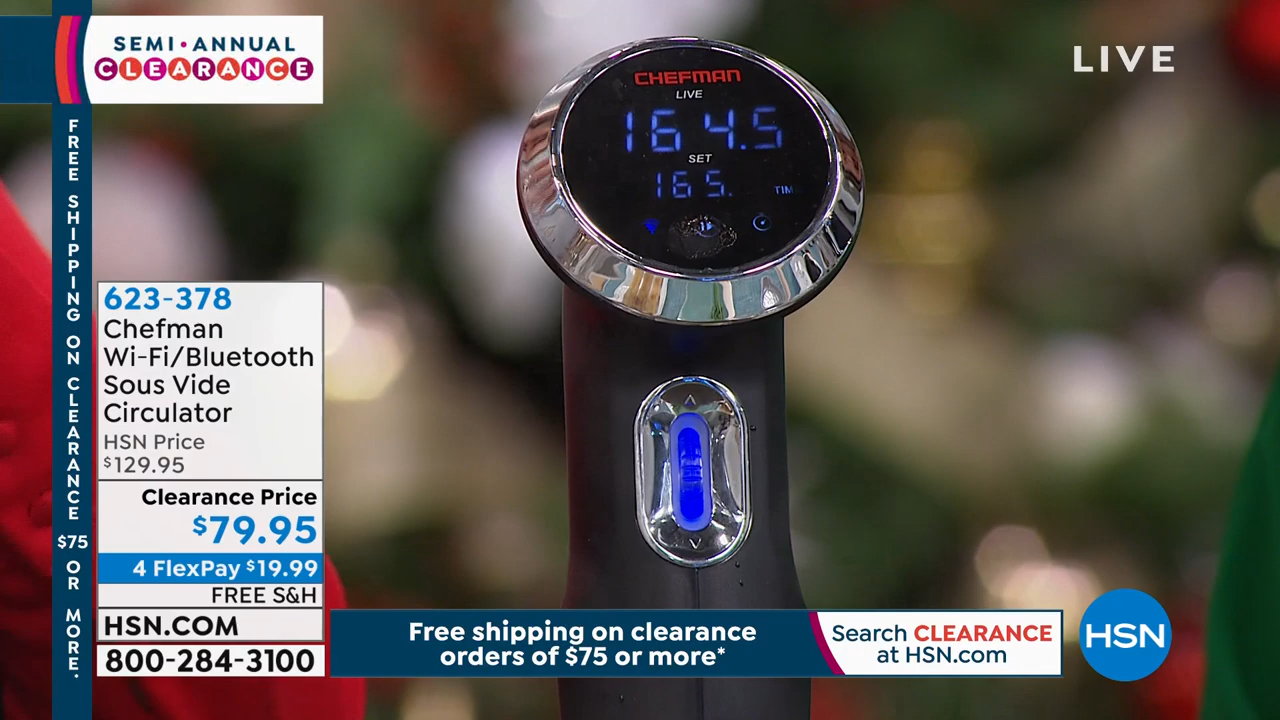 SEMI•ANNUAL
CLEARANCE
LIVE
FREE SHIPPING ON CLEARANCE $75 OR MORE.
CHEFMAN
LIVE
164.5
SET
165.
TIM
623-378
Chefman
Wi-Fi/Bluetooth
Sous Vide
Circulator
HSN Price
$129.95
Clearance Price
$79.95
4 FlexPay $19.99
FREE S&H
HSN.COM
800-284-3100
Free shipping on clearance
orders of $75 or more*
Search CLEARANCE
at HSN.com
HSN